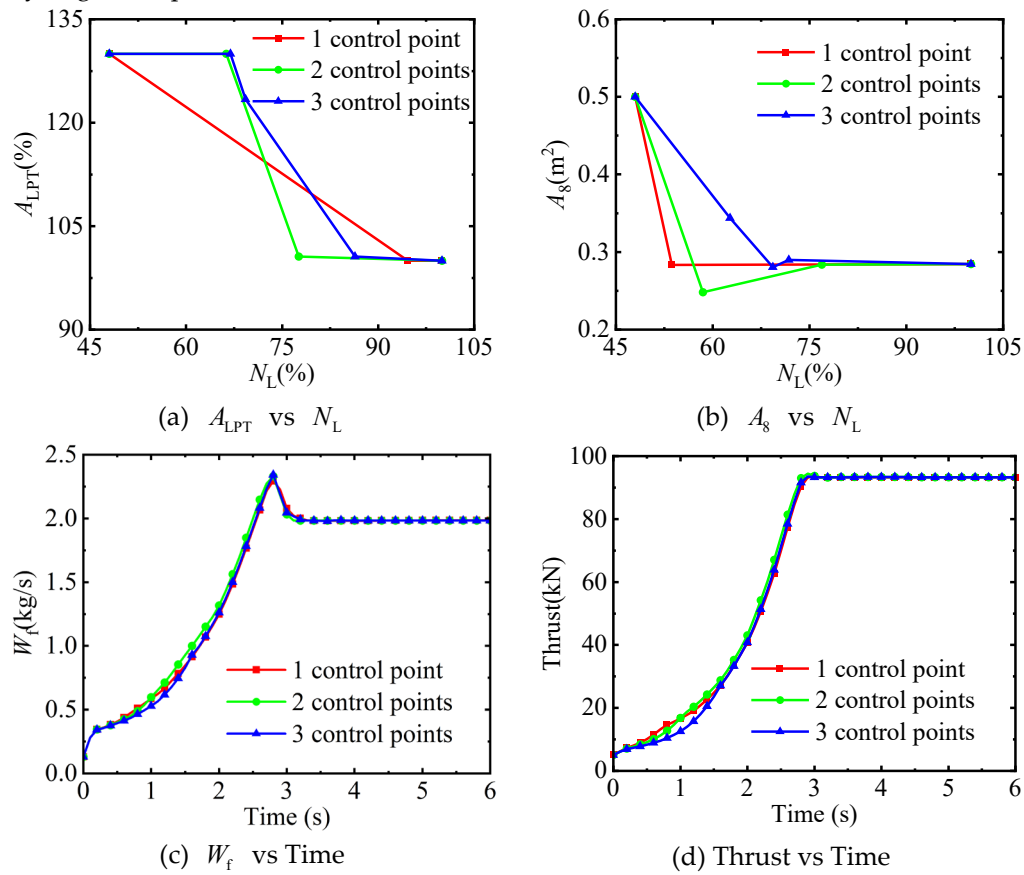 135
120
105
90
A_LPT(%)
1 control point
2 control points
3 control points
45 60 75 90 105
N_L(%)
(a) A_LPT vs N_L
0.6
0.5
0.4
0.3
0.2
A_8(m²)
1 control point
2 control points
3 control points
45 60 75 90 105
N_L(%)
(b) A_8 vs N_L
2.5
2.0
1.5
1.0
0.5
0.0
W_f(kg/s)
1 control point
2 control points
3 control points
0 1 2 3 4 5 6
Time (s)
(c) W_f vs Time
100
80
60
40
20
0
Thrust(kN)
1 control point
2 control points
3 control points
0 1 2 3 4 5 6
Time (s)
(d) Thrust vs Time